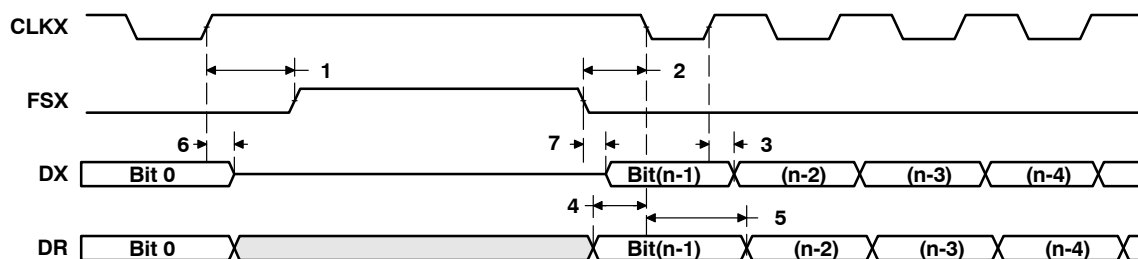 CLKX
1 2
FSX
6 7 3
DX Bit 0 Bit(n-1) (n-2) (n-3) (n-4)
4 5
DR Bit 0 Bit(n-1) (n-2) (n-3) (n-4)